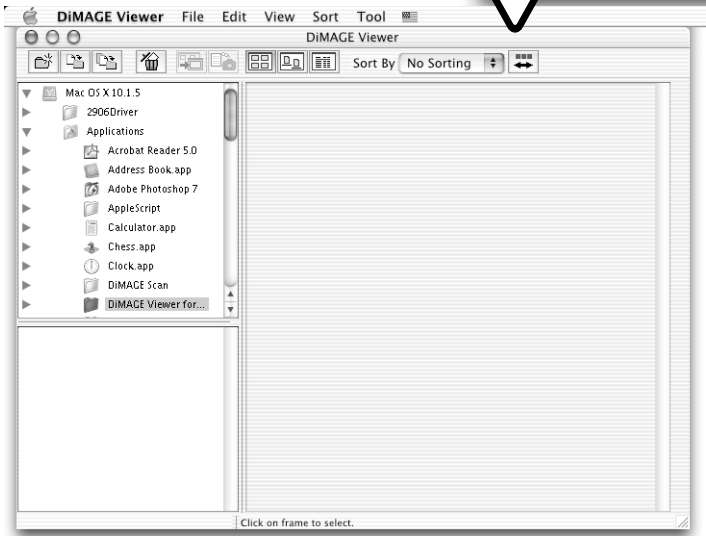 DiMAGE Viewer File Edit View Sort Tool
DiMAGE Viewer
Sort By No Sorting
Mac OS X 10.1.5
2906Driver
Applications
Acrobat Reader 5.0
Address Book.app
Adobe Photoshop 7
AppleScript
Calculator.app
Chess.app
Clock.app
DiMAGE Scan
DiMAGE Viewer for...
Click on frame to select.